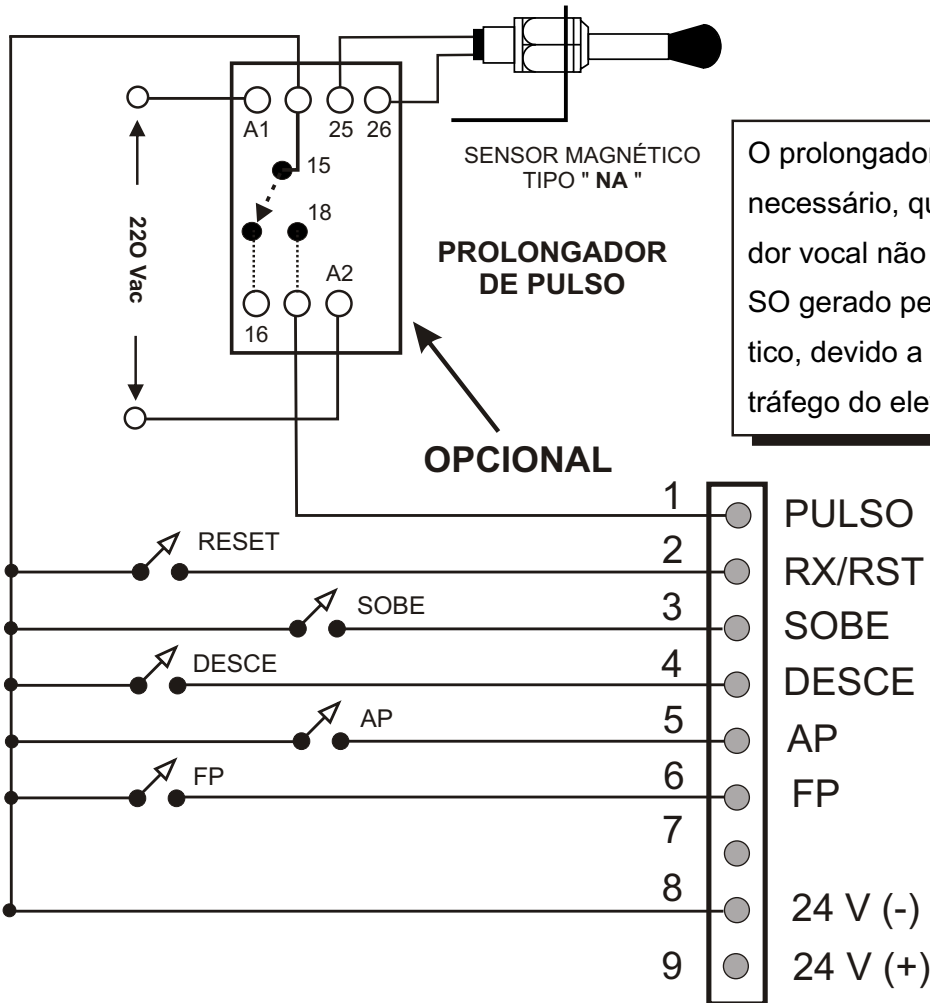 A1
25 26
15
18
A2
16
22O Vac
SENSOR MAGNÉTICO
TIPO " NA "
PROLONGADOR
DE PULSO
OPCIONAL
O prolongador
necessário, qu
dor vocal não
SO gerado pe
tico, devido a
tráfego do ele
1 PULSO
RESET 2 RX/RST
SOBE 3 SOBE
DESCE 4 DESCE
AP 5 AP
FP 6 FP
7
8 24 V (-)
9 24 V (+)